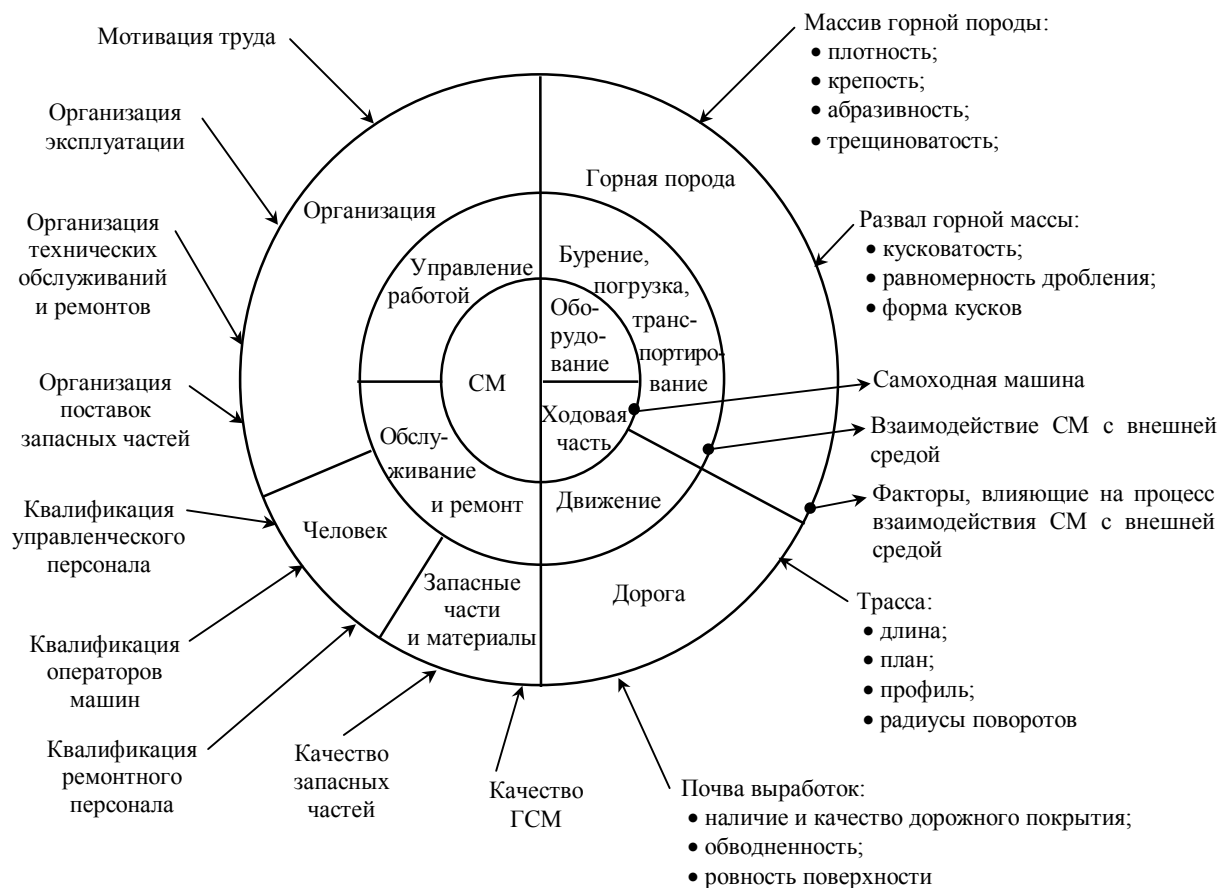 Мотивация труда
Организация
эксплуатации
Организация
технических
обслуживаний
и ремонтов
Организация
поставок
запасных частей
Квалификация
управленческого
персонала
Квалификация
операторов
машин
Квалификация
ремонтного
персонала
Качество
запасных
частей
Качество
ГСМ
Организация
Управление
работой
СМ
Обслу-
живание
и ремонт
Человек
Запасные
части
и материалы
Горная порода
Бурение,
погрузка,
транс-
портиро-
вание
Обо-
рудо-
вание
Ходовая
часть
Движение
Дорога
Массив горной породы:
• плотность;
• крепость;
• абразивность;
• трещиноватость;
Развал горной массы:
• кусковатость;
• равномерность дробления;
• форма кусков
Самоходная машина
Взаимодействие СМ с внешней
средой
Факторы, влияющие на процесс
взаимодействия СМ с внешней
средой
Трасса:
• длина;
• план;
• профиль;
• радиусы поворотов
Почва выработок:
• наличие и качество дорожного покрытия;
• обводненность;
• ровность поверхности